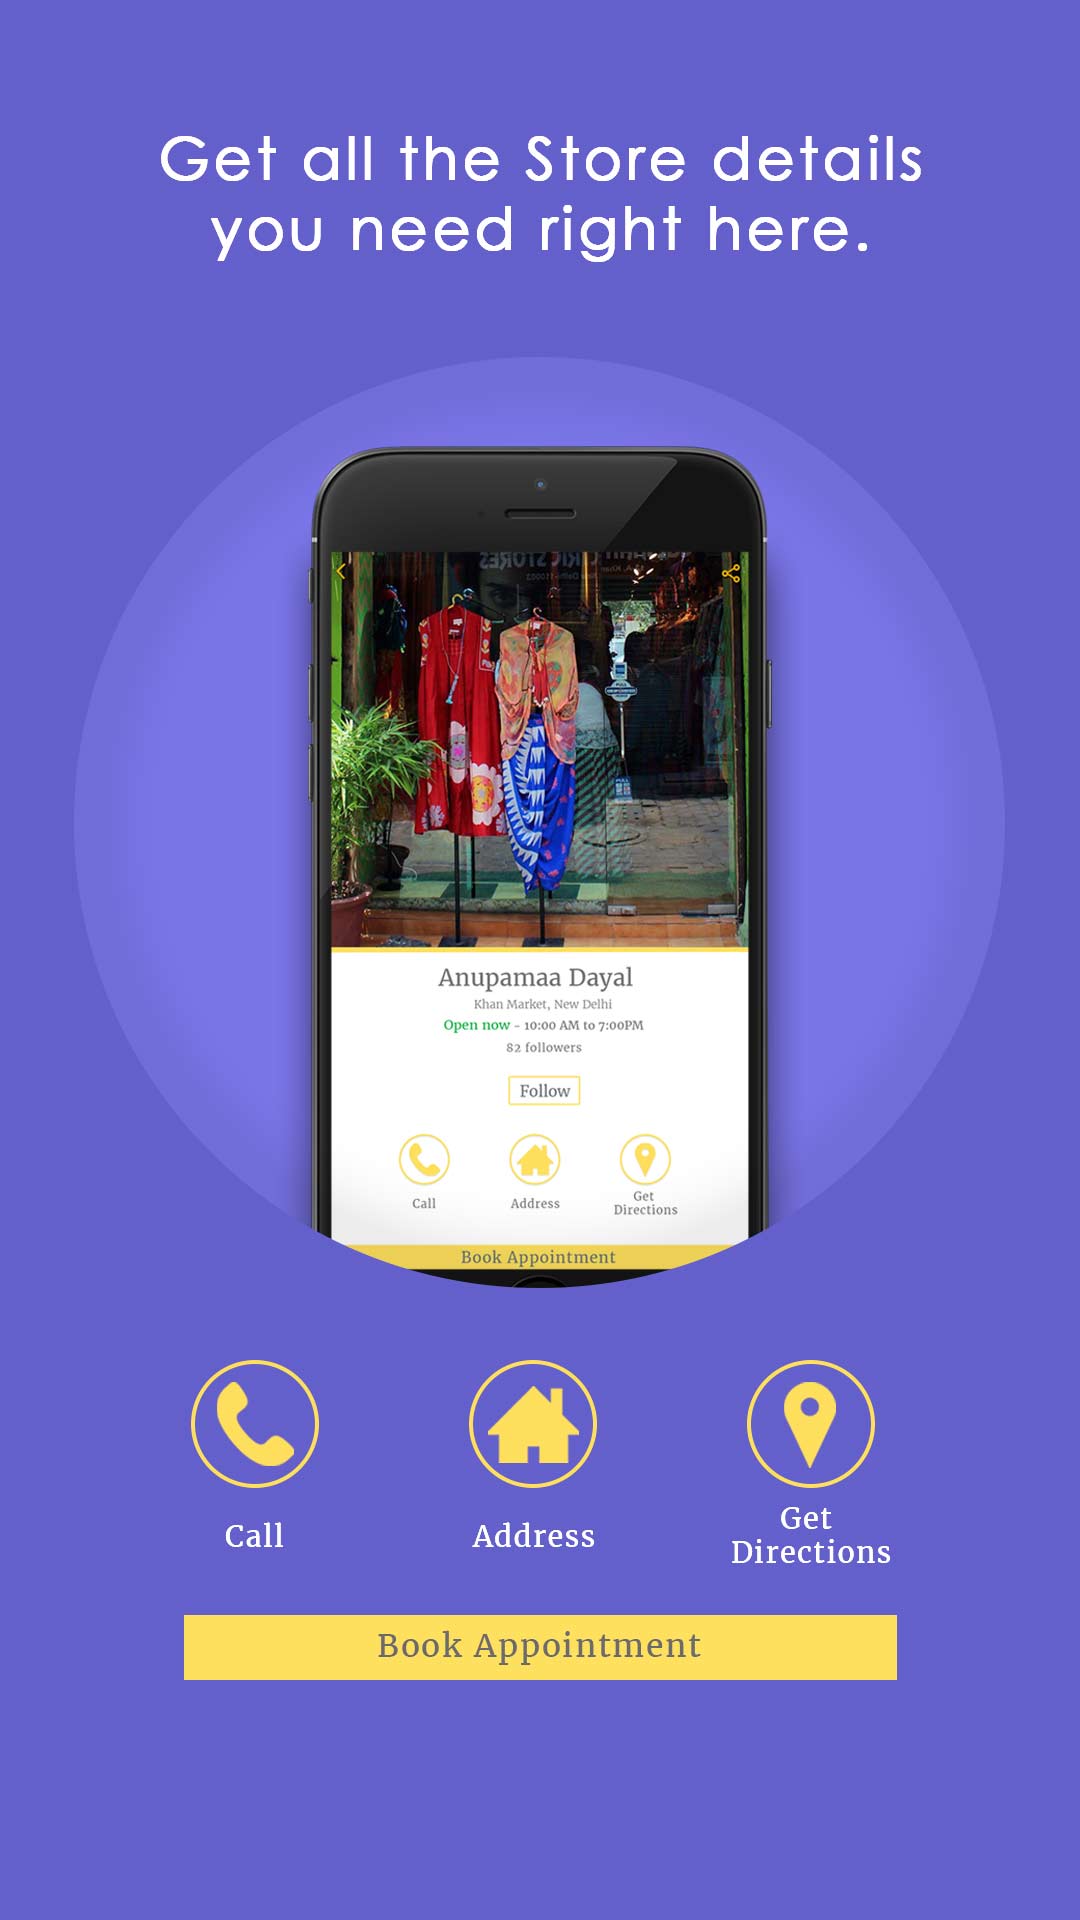 Get all the Store details
you need right here.
Anupamaa Dayal
Khan Market, New Delhi
Open now - 10:00 AM to 7:00PM
82 followers
Follow
Call
Address
Get
Directions
Book Appointment
Call
Address
Get
Directions
Book Appointment